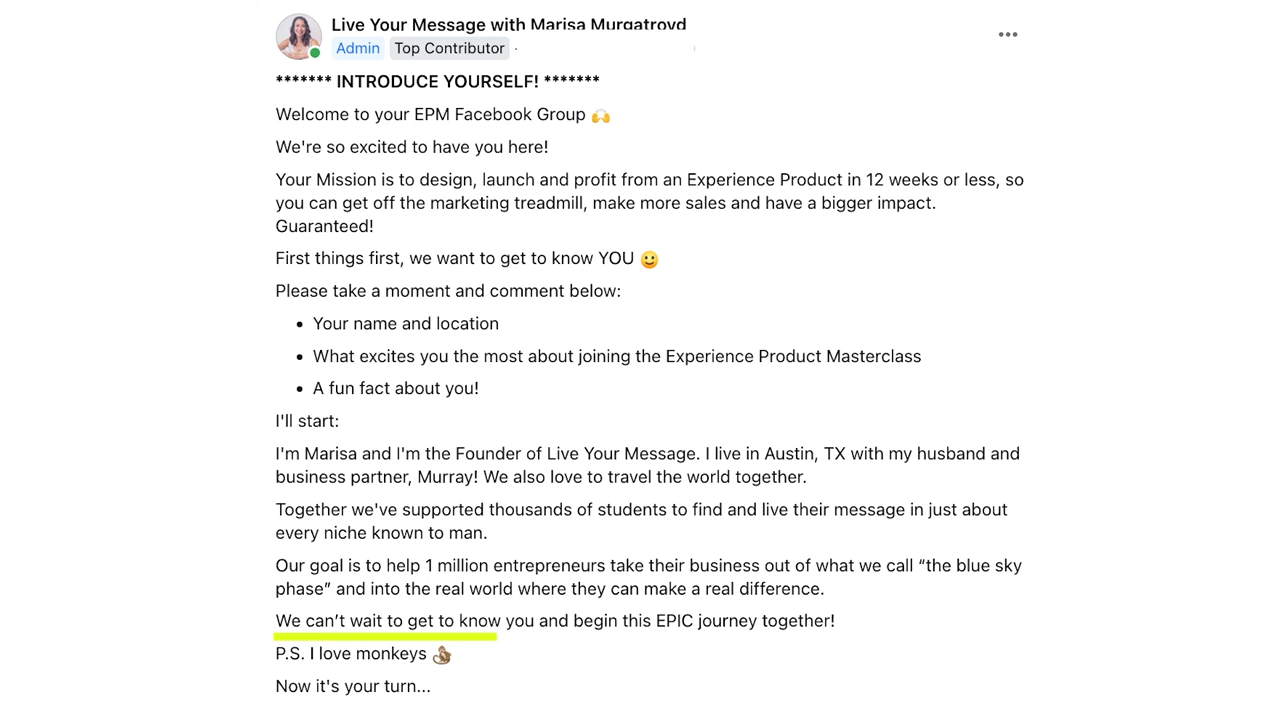 Live Your Message with Marisa Murgatroyd
Admin Top Contributor ·
******* INTRODUCE YOURSELF! *******
Welcome to your EPM Facebook Group 🙌
We're so excited to have you here!
Your Mission is to design, launch and profit from an Experience Product in 12 weeks or less, so
you can get off the marketing treadmill, make more sales and have a bigger impact.
Guaranteed!
First things first, we want to get to know YOU 🙂
Please take a moment and comment below:
• Your name and location
• What excites you the most about joining the Experience Product Masterclass
• A fun fact about you!
I'll start:
I'm Marisa and I'm the Founder of Live Your Message. I live in Austin, TX with my husband and
business partner, Murray! We also love to travel the world together.
Together we've supported thousands of students to find and live their message in just about
every niche known to man.
Our goal is to help 1 million entrepreneurs take their business out of what we call “the blue sky
phase” and into the real world where they can make a real difference.
We can’t wait to get to know you and begin this EPIC journey together!
P.S. I love monkeys 🐒
Now it's your turn...